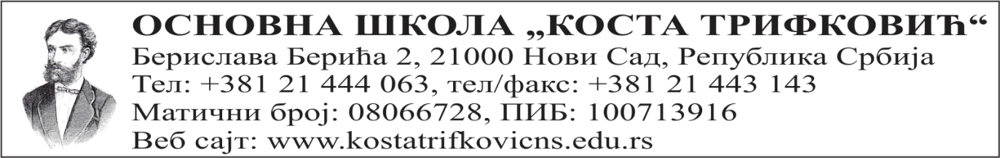 ОСНОВНА ШКОЛА „КОСТА ТРИФКОВИЋ“
Берислава Берића 2, 21000 Нови Сад, Република Србија
Тел: +381 21 444 063, тел/факс: +381 21 443 143
Матични број: 08066728, ПИБ: 100713916
Веб сајт: www.kostatrifkovicns.edu.rs